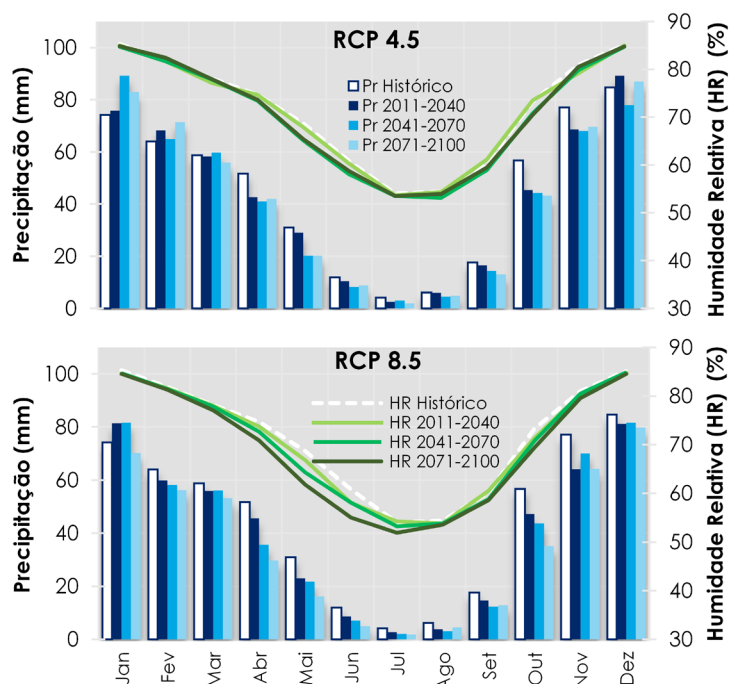 RCP 4.5
Precipitação (mm)
100
80
60
40
20
0
Pr Histórico
Pr 2011-2040
Pr 2041-2070
Pr 2071-2100
90
80
70
60
50
40
30
Humidade Relativa (HR) (%)
RCP 8.5
Precipitação (mm)
100
80
60
40
20
0
HR Histórico
HR 2011-2040
HR 2041-2070
HR 2071-2100
90
80
70
60
50
40
30
Humidade Relativa (HR) (%)
Jan
Fev
Mar
Abr
Mai
Jun
Jul
Ago
Set
Out
Nov
Dez